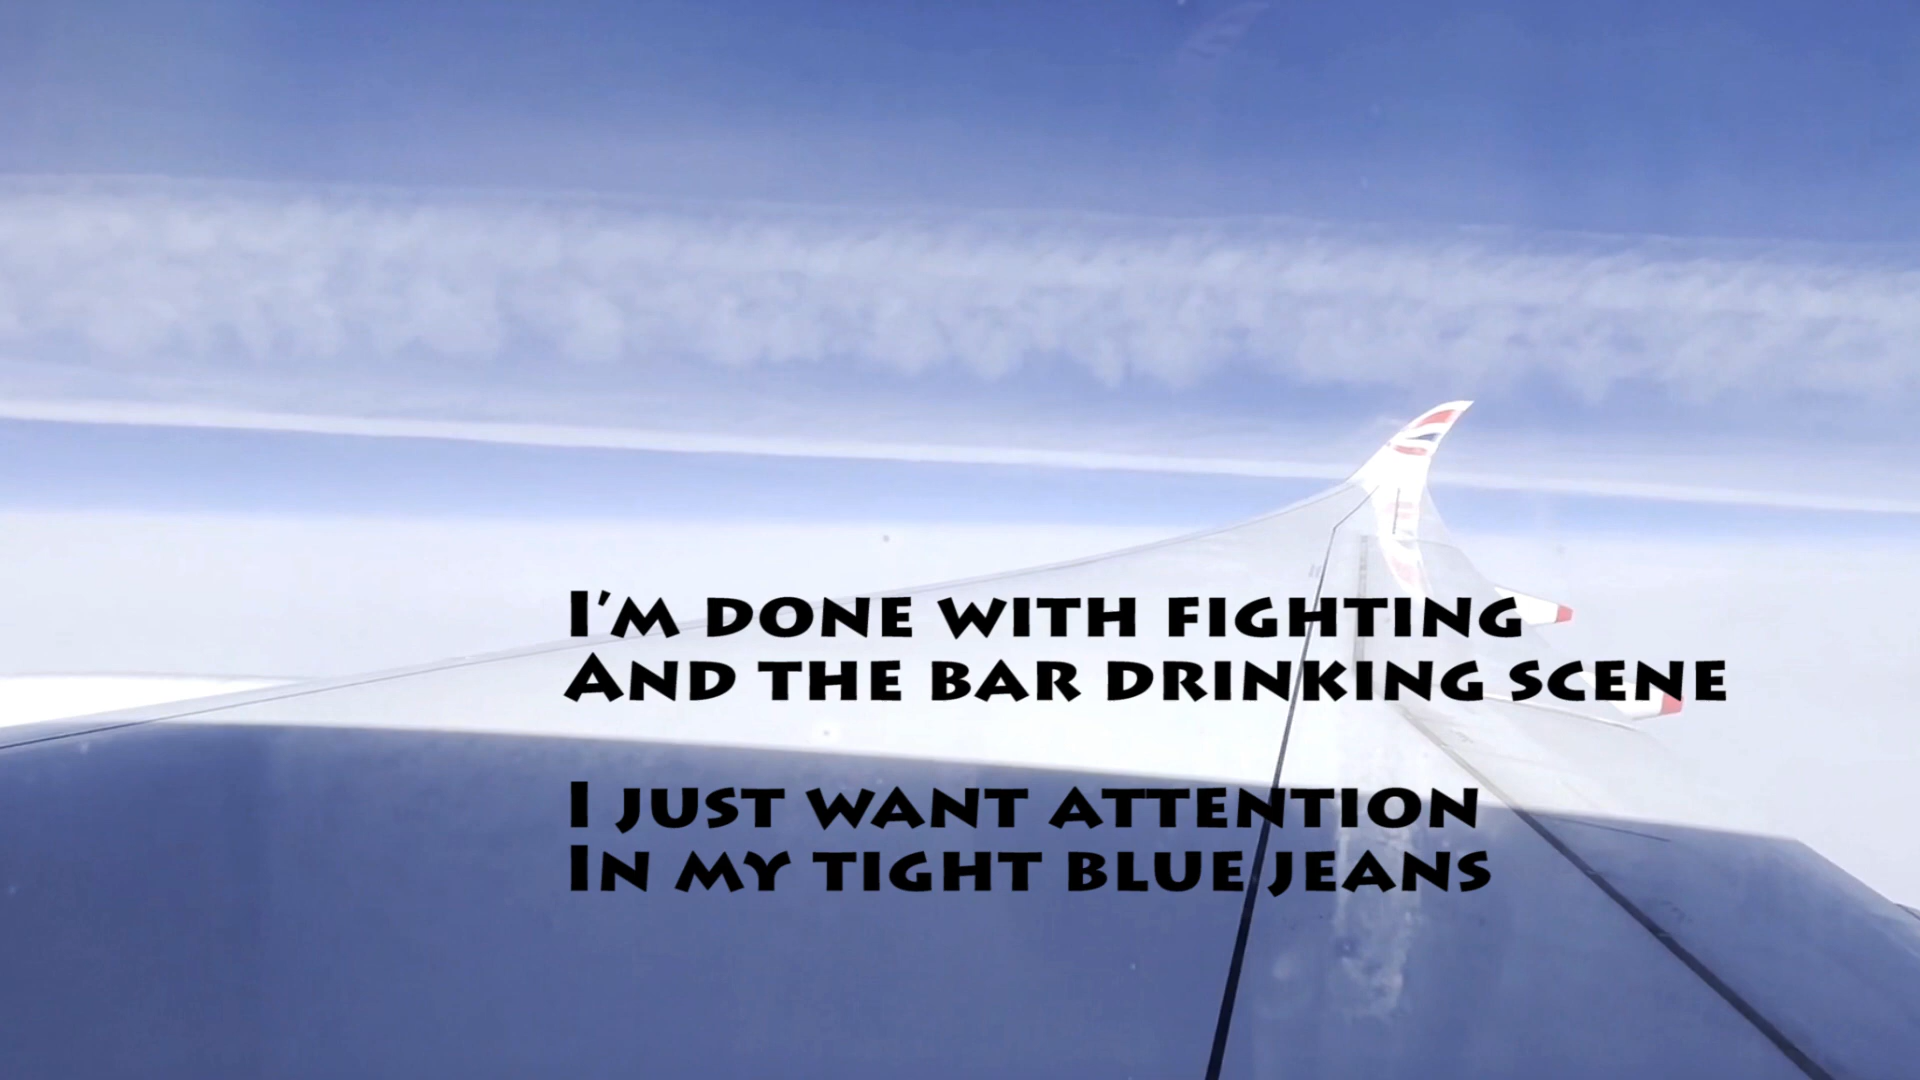 I'm done with fighting
And the bar drinking scene
I just want attention
In my tight blue jeans